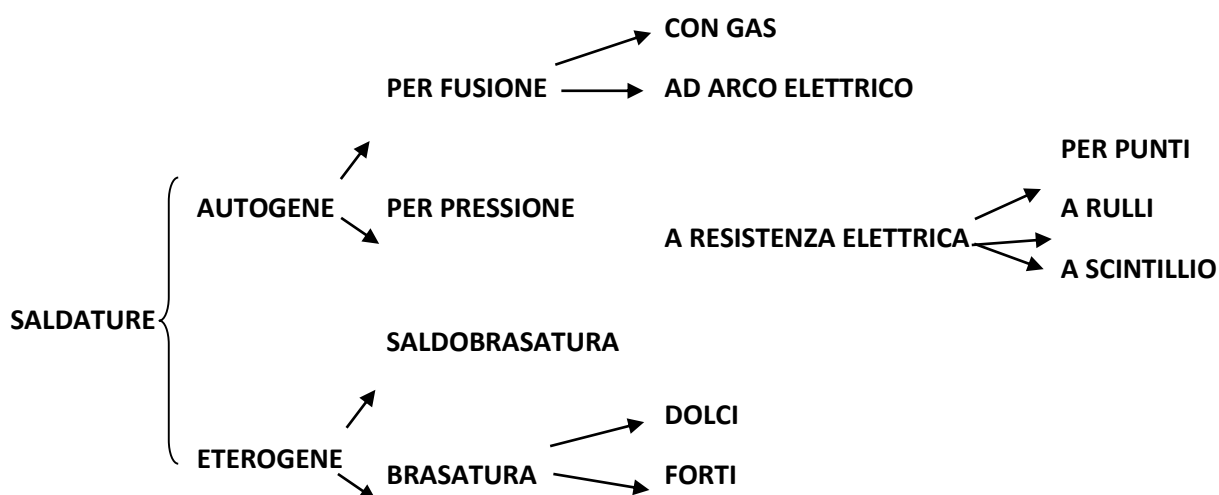 CON GAS
PER FUSIONE
AD ARCO ELETTRICO
PER PUNTI
AUTOGENE
PER PRESSIONE
A RULLI
A RESISTENZA ELETTRICA
A SCINTILLIO
SALDATURE
SALDOBRASATURA
DOLCI
ETEROGENE
BRASATURA
FORTI